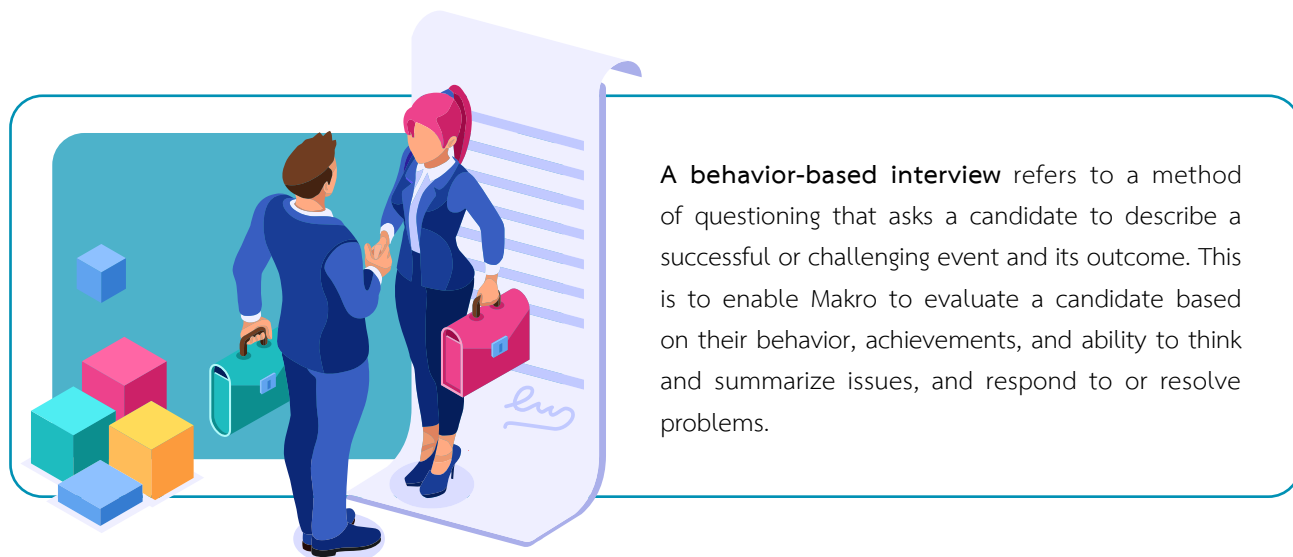 A behavior-based interview refers to a method
of questioning that asks a candidate to describe a
successful or challenging event and its outcome. This
is to enable Makro to evaluate a candidate based
on their behavior, achievements, and ability to think
and summarize issues, and respond to or resolve
problems.